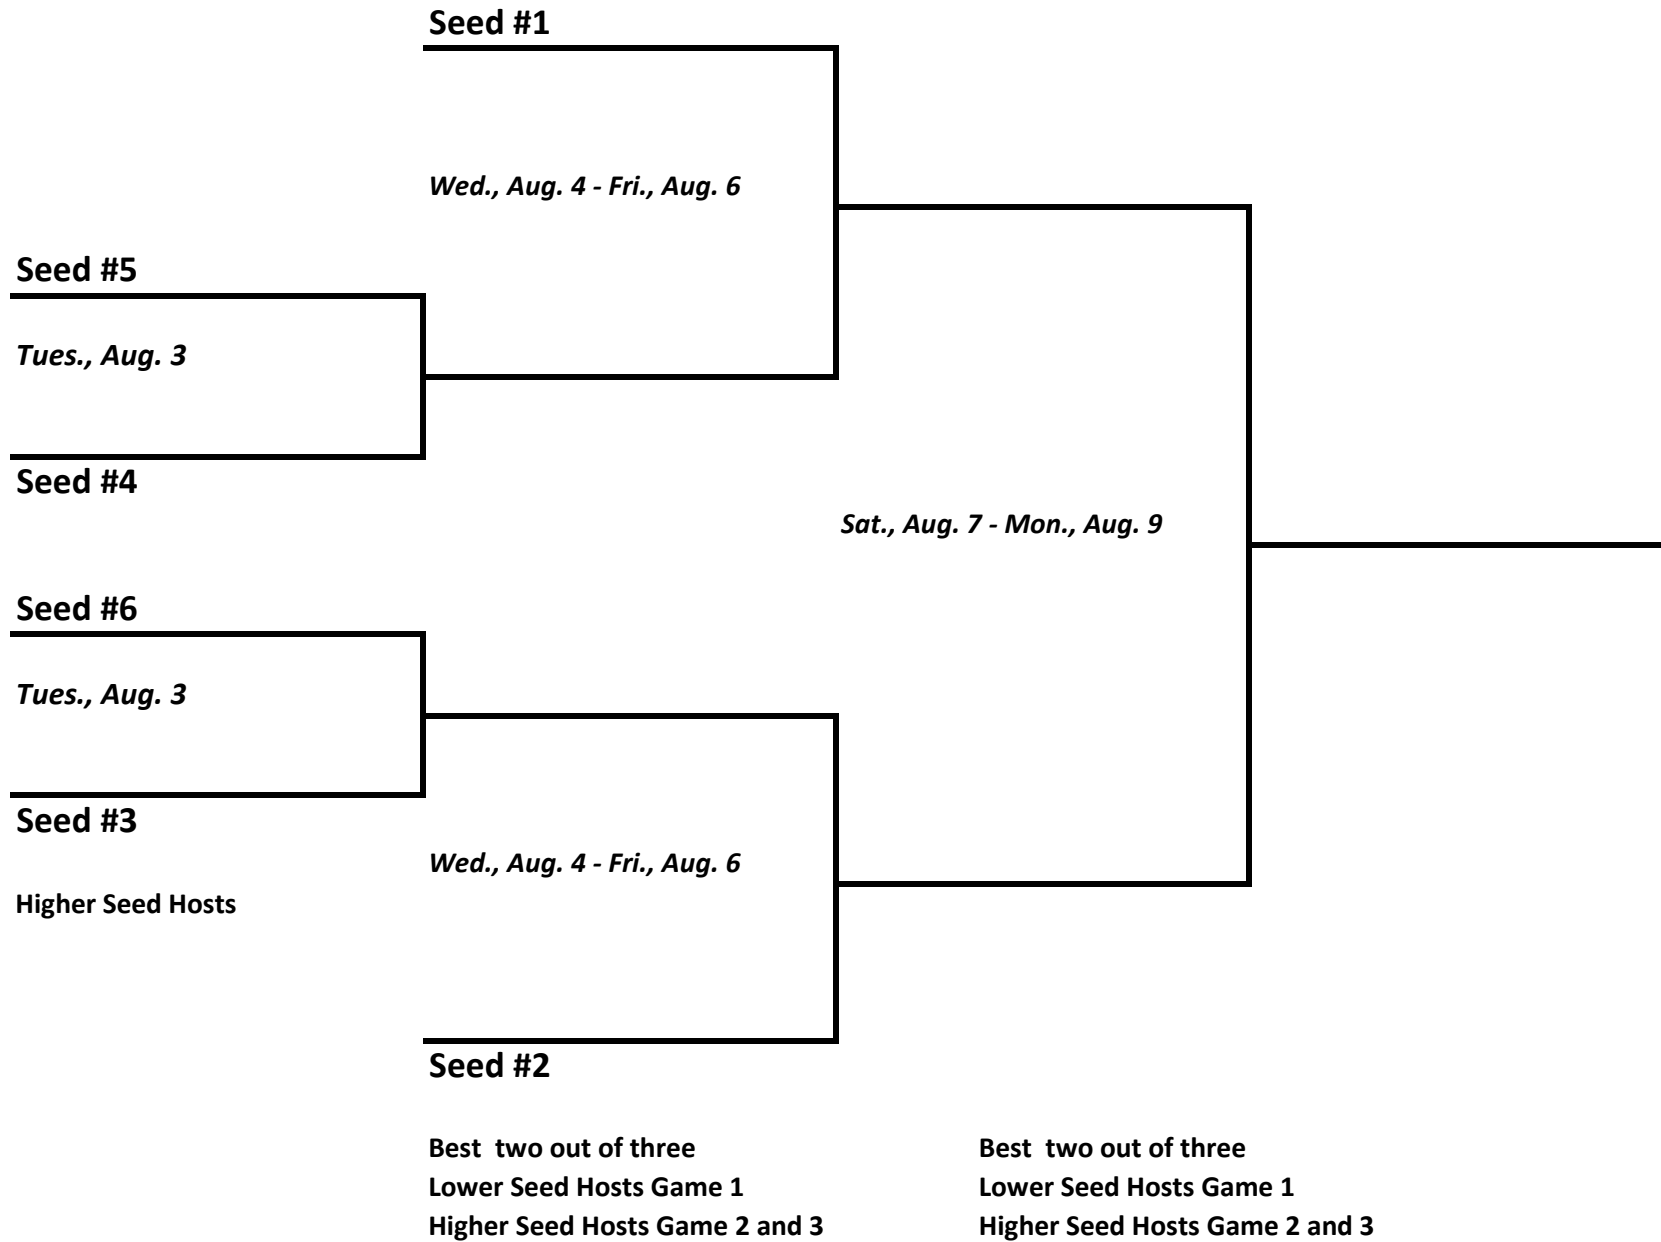 Seed #1
Wed., Aug. 4 - Fri., Aug. 6
Seed #5
Tues., Aug. 3
Seed #4
Sat., Aug. 7 - Mon., Aug. 9
Seed #6
Tues., Aug. 3
Seed #3
Wed., Aug. 4 - Fri., Aug. 6
Higher Seed Hosts
Seed #2
Best  two out of three
Lower Seed Hosts Game 1
Higher Seed Hosts Game 2 and 3
Best  two out of three
Lower Seed Hosts Game 1
Higher Seed Hosts Game 2 and 3